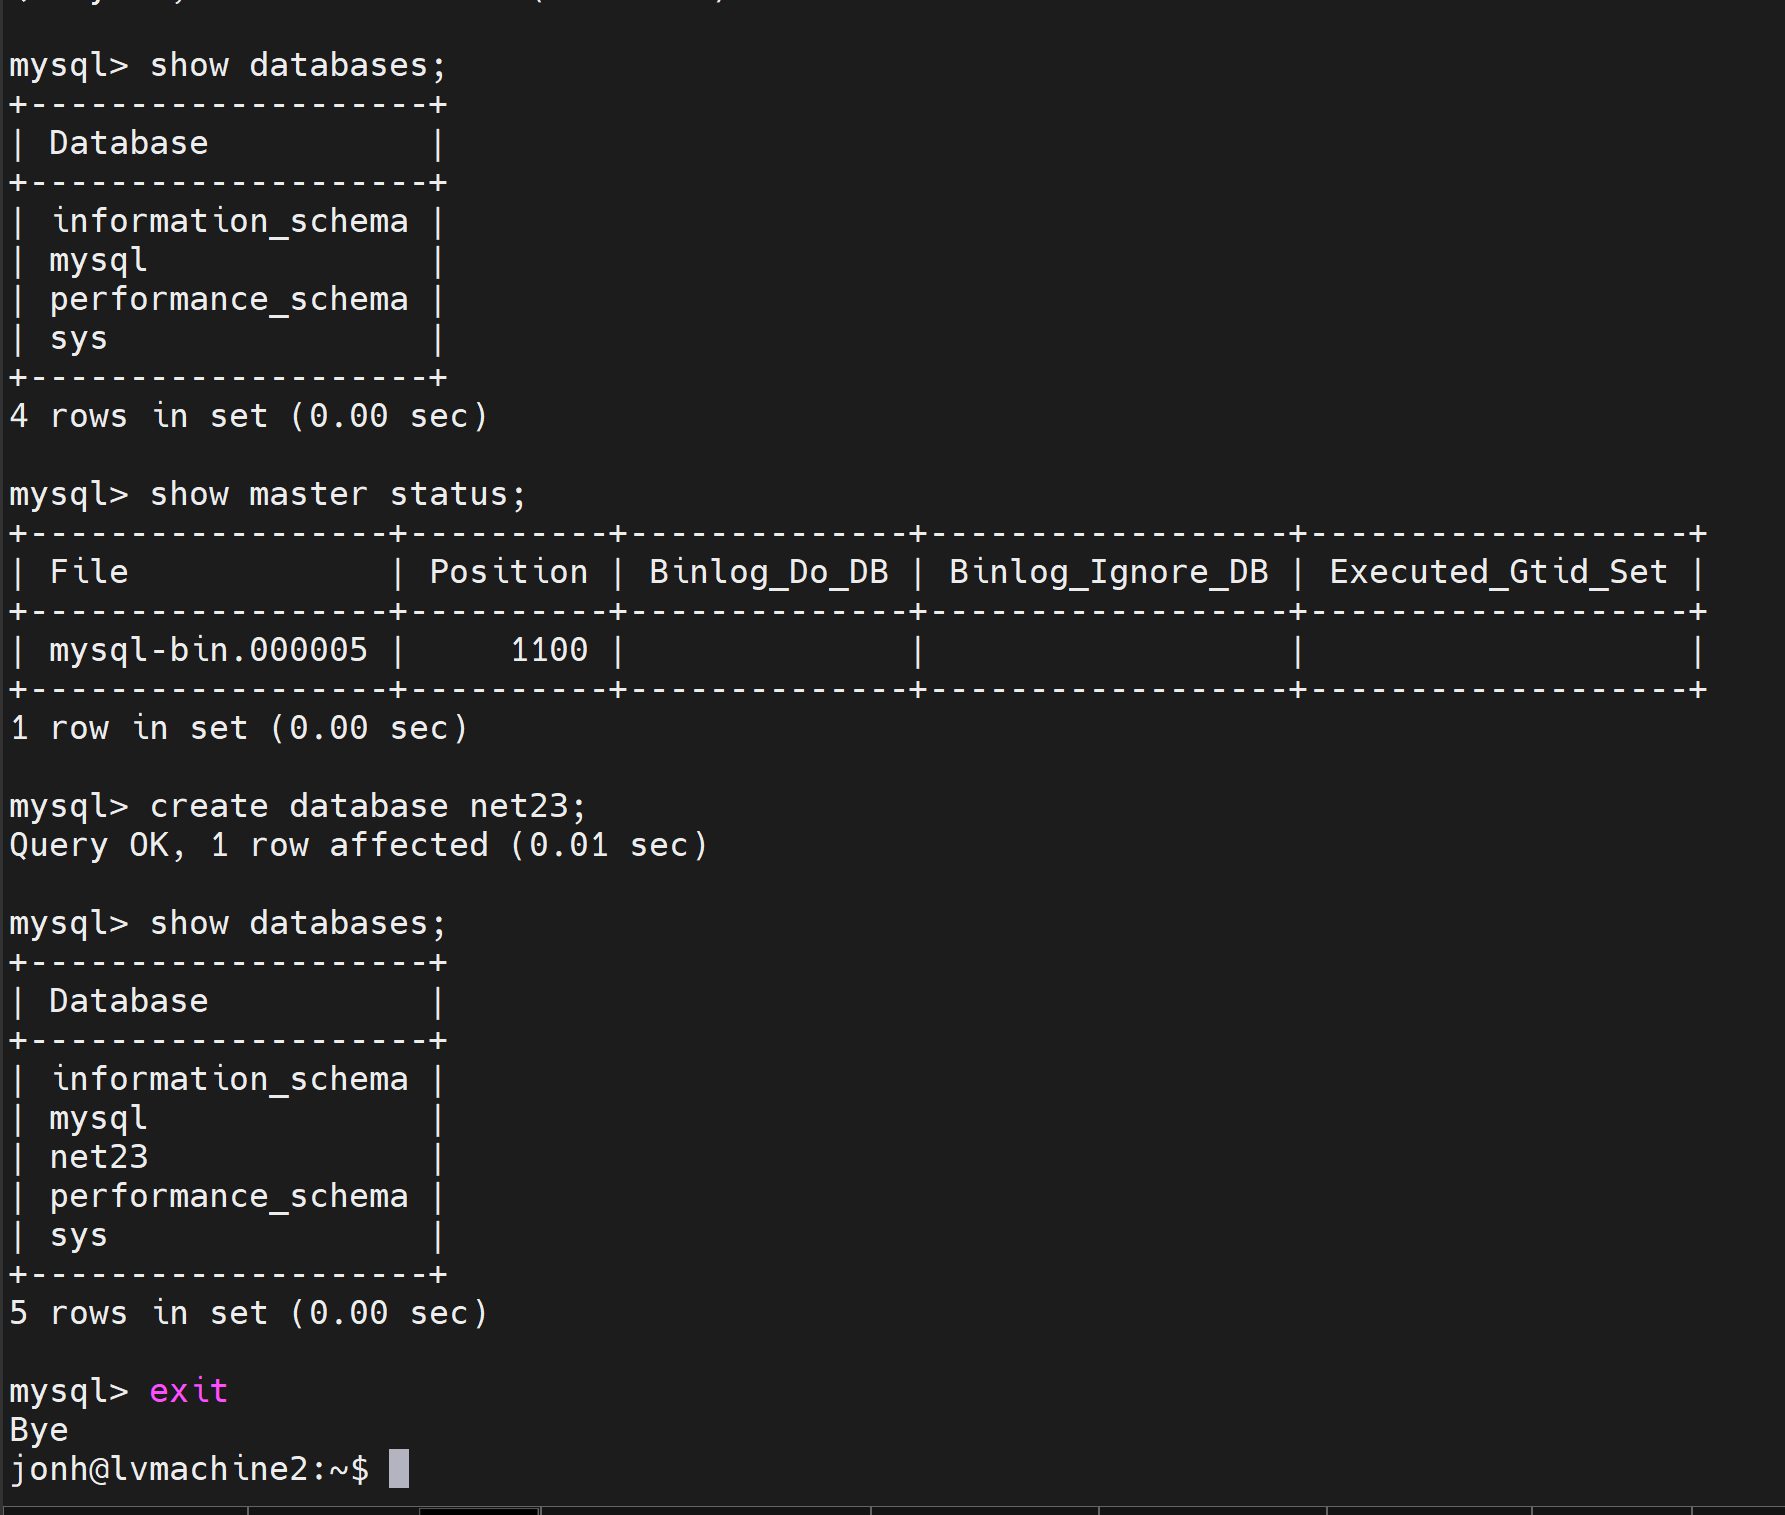 mysql> show databases;
+--------------------+
| Database           |
+--------------------+
| information_schema |
| mysql              |
| performance_schema |
| sys                |
+--------------------+
4 rows in set (0.00 sec)

mysql> show master status;
+------------------+----------+--------------+------------------+-------------------+
| File             | Position | Binlog_Do_DB | Binlog_Ignore_DB | Executed_Gtid_Set |
+------------------+----------+--------------+------------------+-------------------+
| mysql-bin.000005 |     1100 |              |                  |                   |
+------------------+----------+--------------+------------------+-------------------+
1 row in set (0.00 sec)

mysql> create database net23;
Query OK, 1 row affected (0.01 sec)

mysql> show databases;
+--------------------+
| Database           |
+--------------------+
| information_schema |
| mysql              |
| net23              |
| performance_schema |
| sys                |
+--------------------+
5 rows in set (0.00 sec)

mysql> exit
Bye
jonh@lvmachine2:~$